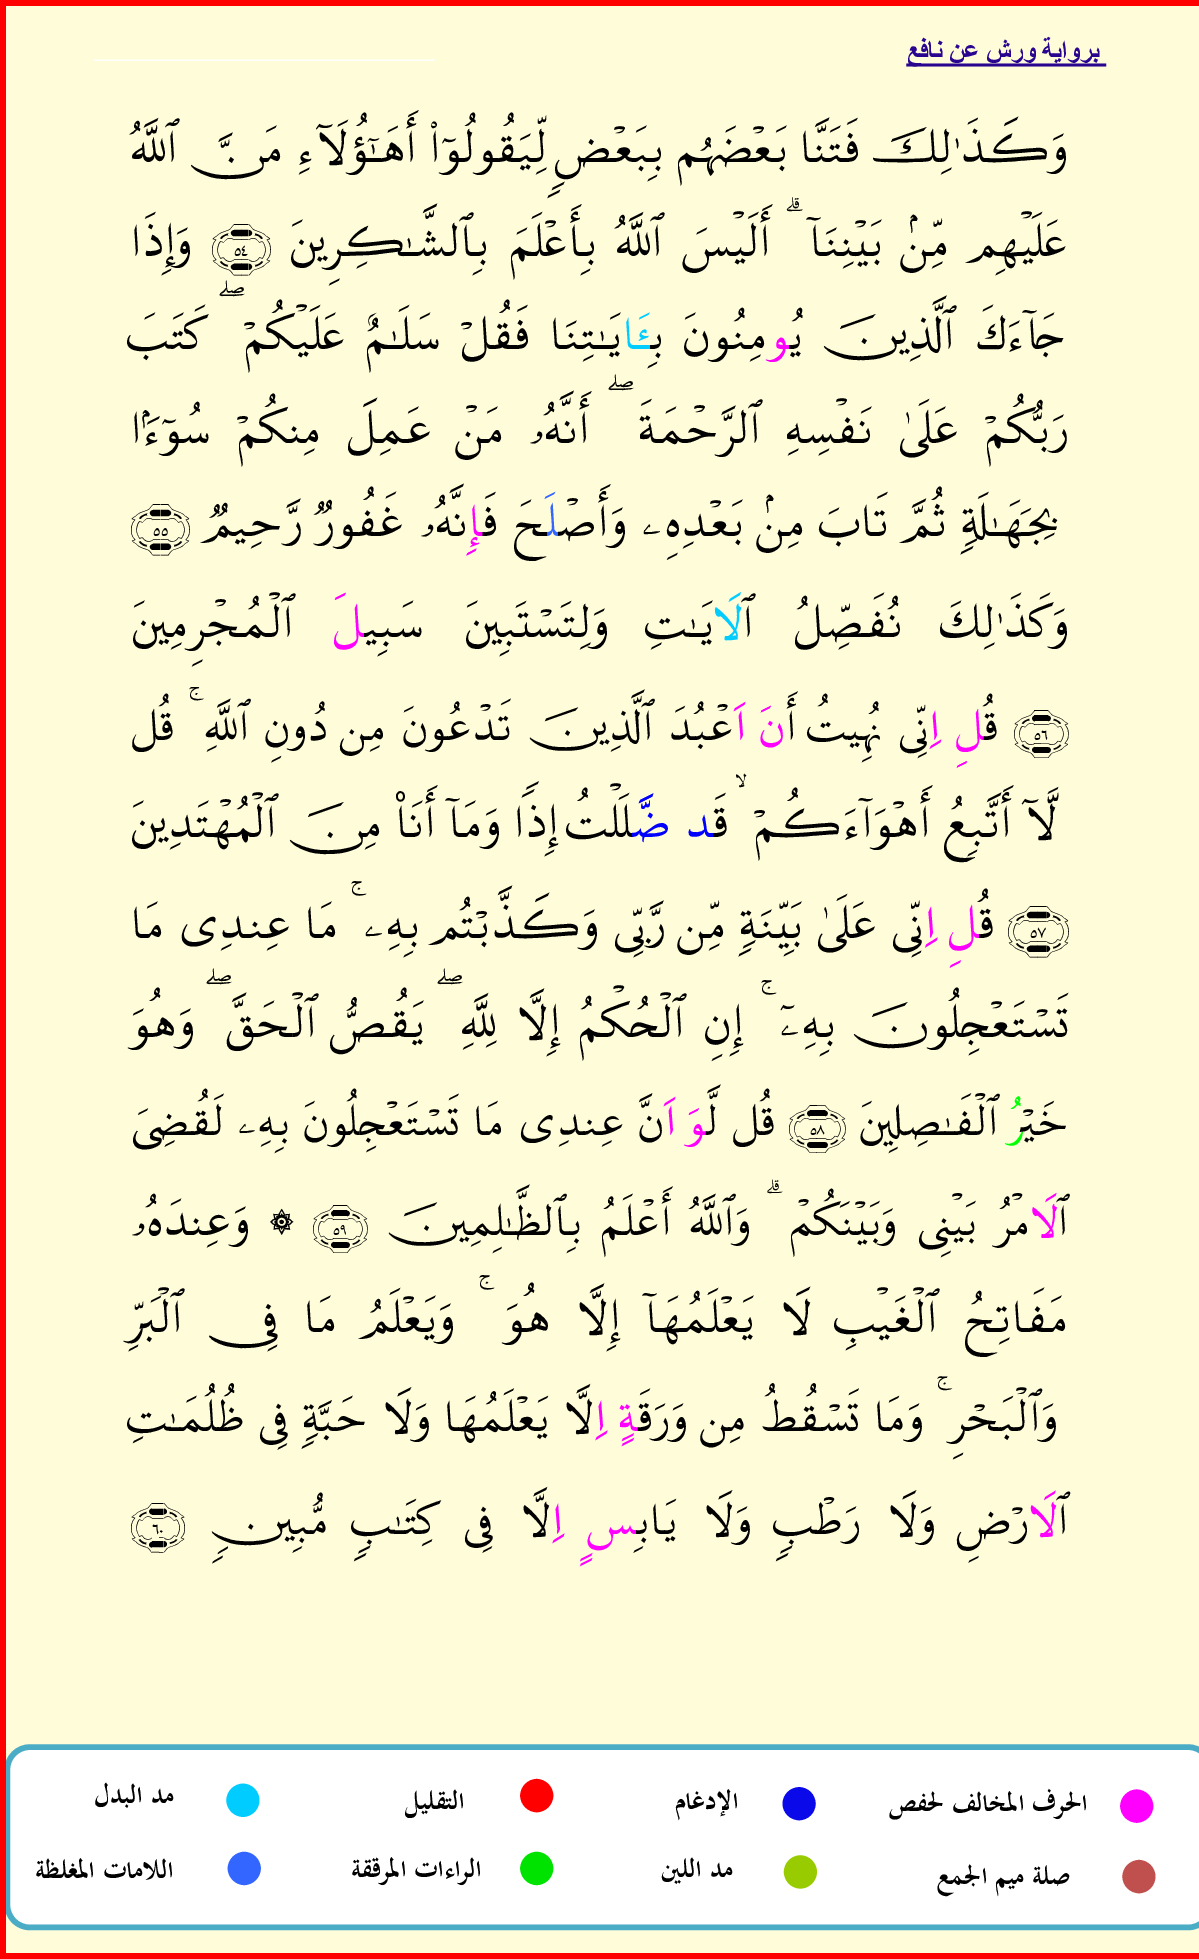 برواية ورش عن نافع
وَكَذَٰلِكَ فَتَنَّا بَعْضَهُم بِبَعْضٖ لِّيَقُولُوٓاْ أَهَٰٓؤُلَآءِ مَنَّ ٱللَّهُ
عَلَيْهِم مِّنۢ بَيْنِنَآۗ أَلَيْسَ ٱللَّهُ بِأَعْلَمَ بِالشَّٰكِرِينَ ٥٤ وَإِذَا
جَآءَكَ ٱلَّذِينَ يُومِنُونَ بِـَٔايَٰتِنَا فَقُلْ سَلَٰمٌ عَلَيْكُمْۖ كَتَبَ
رَبُّكُمْ عَلَىٰ نَفْسِهِ ٱلرَّحْمَةَۖ أَنَّهُۥ مَنْ عَمِلَ مِنكُمْ سُوٓءَۢا
بِجَهَٰلَةٖ ثُمَّ تَابَ مِنۢ بَعْدِهِۦ وَأَصْلَحَ فَإِنَّهُۥ غَفُورٞ رَّحِيمٞ ٥٥
وَكَذَٰلِكَ نُفَصِّلُ ٱلَايَٰتِ وَلِتَسْتَبِينَ سَبِيلَ ٱلْمُجْرِمِينَ
٥٦ قُلِ اِنِّى نُهِيتُ أَنَ اَعْبُدَ ٱلَّذِينَ تَدْعُونَ مِن دُونِ ٱللَّهِۚ قُل
لَّآ أَتَّبِعُ أَهْوَآءَكُمْۙ قَد ضَّلَلْتُ إِذٗا وَمَآ أَنَا۠ مِنَ ٱلْمُهْتَدِينَ
٥٧ قُلِ اِنِّى عَلَىٰ بَيِّنَةٖ مِّن رَّبِّى وَكَذَّبْتُم بِهِۦۚ مَا عِندِى مَا
تَسْتَعْجِلُونَ بِهِۦٓۚ إِنِ ٱلْحُكْمُ إِلَّا لِلَّهِۖ يَقُصُّ ٱلْحَقَّۖ وَهُوَ
خَيْرُ ٱلْفَٰصِلِينَ ٥٨ قُل لَّوَ اَنَّ عِندِى مَا تَسْتَعْجِلُونَ بِهِۦ لَقُضِىَ
ٱلَامْرُ بَيْنِى وَبَيْنَكُمْۗ وَٱللَّهُ أَعْلَمُ بِالظَّٰلِمِينَ ٥٩ ۞ وَعِندَهُۥ
مَفَاتِحُ ٱلْغَيْبِ لَا يَعْلَمُهَآ إِلَّا هُوَۚ وَيَعْلَمُ مَا فِى ٱلْبَرِّ
وَٱلْبَحْرِۚ وَمَا تَسْقُطُ مِن وَرَقَةٍ اِلَّا يَعْلَمُهَا وَلَا حَبَّةٖ فِى ظُلُمَٰتِ
ٱلَارْضِ وَلَا رَطْبٖ وَلَا يَابِسٍ اِلَّا فِى كِتَٰبٖ مُّبِينٖ ٦٠
الحرف المخالف لحفص الإدغام التقليل مد البدل
صلة ميم الجمع مد اللين الراءات المرققة اللامات المغلظة